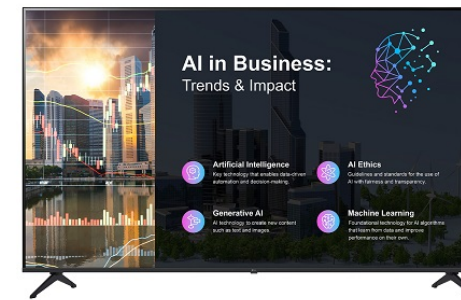 AI in Business:
Trends & Impact
Artificial Intelligence
Key technology that enables data-driven
automation and decision-making.
AI Ethics
Guidelines and standards for the use of
AI with fairness and transparency.
Generative AI
AI technology to create new content
such as text and images.
Machine Learning
Foundational technology for AI algorithms
that learn from data and improve
performance on their own.